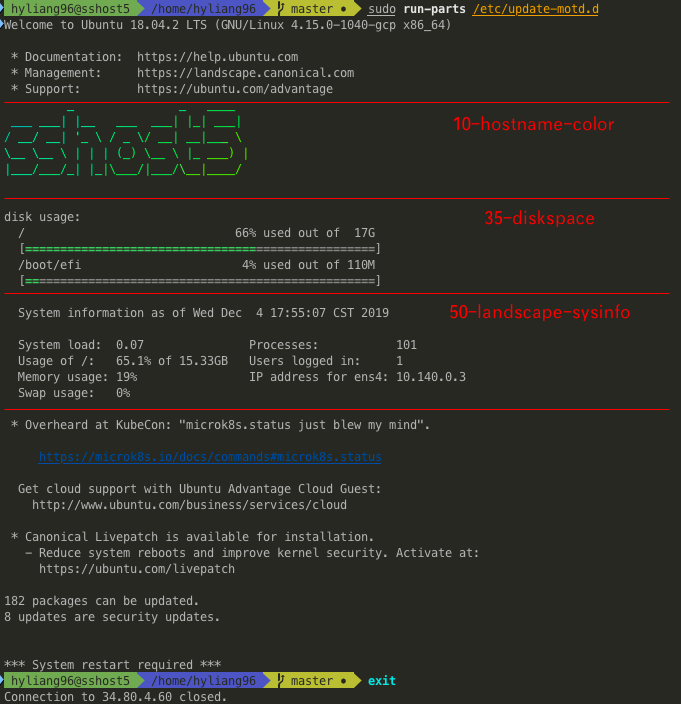 hyliang96@sshost5 /home/hyliang96 master • sudo run-parts /etc/update-motd.d
Welcome to Ubuntu 18.04.2 LTS (GNU/Linux 4.15.0-1040-gcp x86_64)
* Documentation: https://help.ubuntu.com
* Management: https://landscape.canonical.com
* Support: https://ubuntu.com/advantage
sshost5
10-hostname-color
disk usage:
35-diskspace
/ 66% used out of 17G
[==================================================]
/boot/efi 4% used out of 110M
[==================================================]
System information as of Wed Dec 4 17:55:07 CST 2019
50-landscape-sysinfo
System load: 0.07 Processes: 101
Usage of /: 65.1% of 15.33GB Users logged in: 1
Memory usage: 19% IP address for ens4: 10.140.0.3
Swap usage: 0%
* Overheard at KubeCon: "microk8s.status just blew my mind".
https://microk8s.io/docs/commands#microk8s.status
Get cloud support with Ubuntu Advantage Cloud Guest:
http://www.ubuntu.com/business/services/cloud
* Canonical Livepatch is available for installation.
- Reduce system reboots and improve kernel security. Activate at:
https://ubuntu.com/livepatch
182 packages can be updated.
8 updates are security updates.
*** System restart required ***
hyliang96@sshost5 /home/hyliang96 master • exit
Connection to 34.80.4.60 closed.